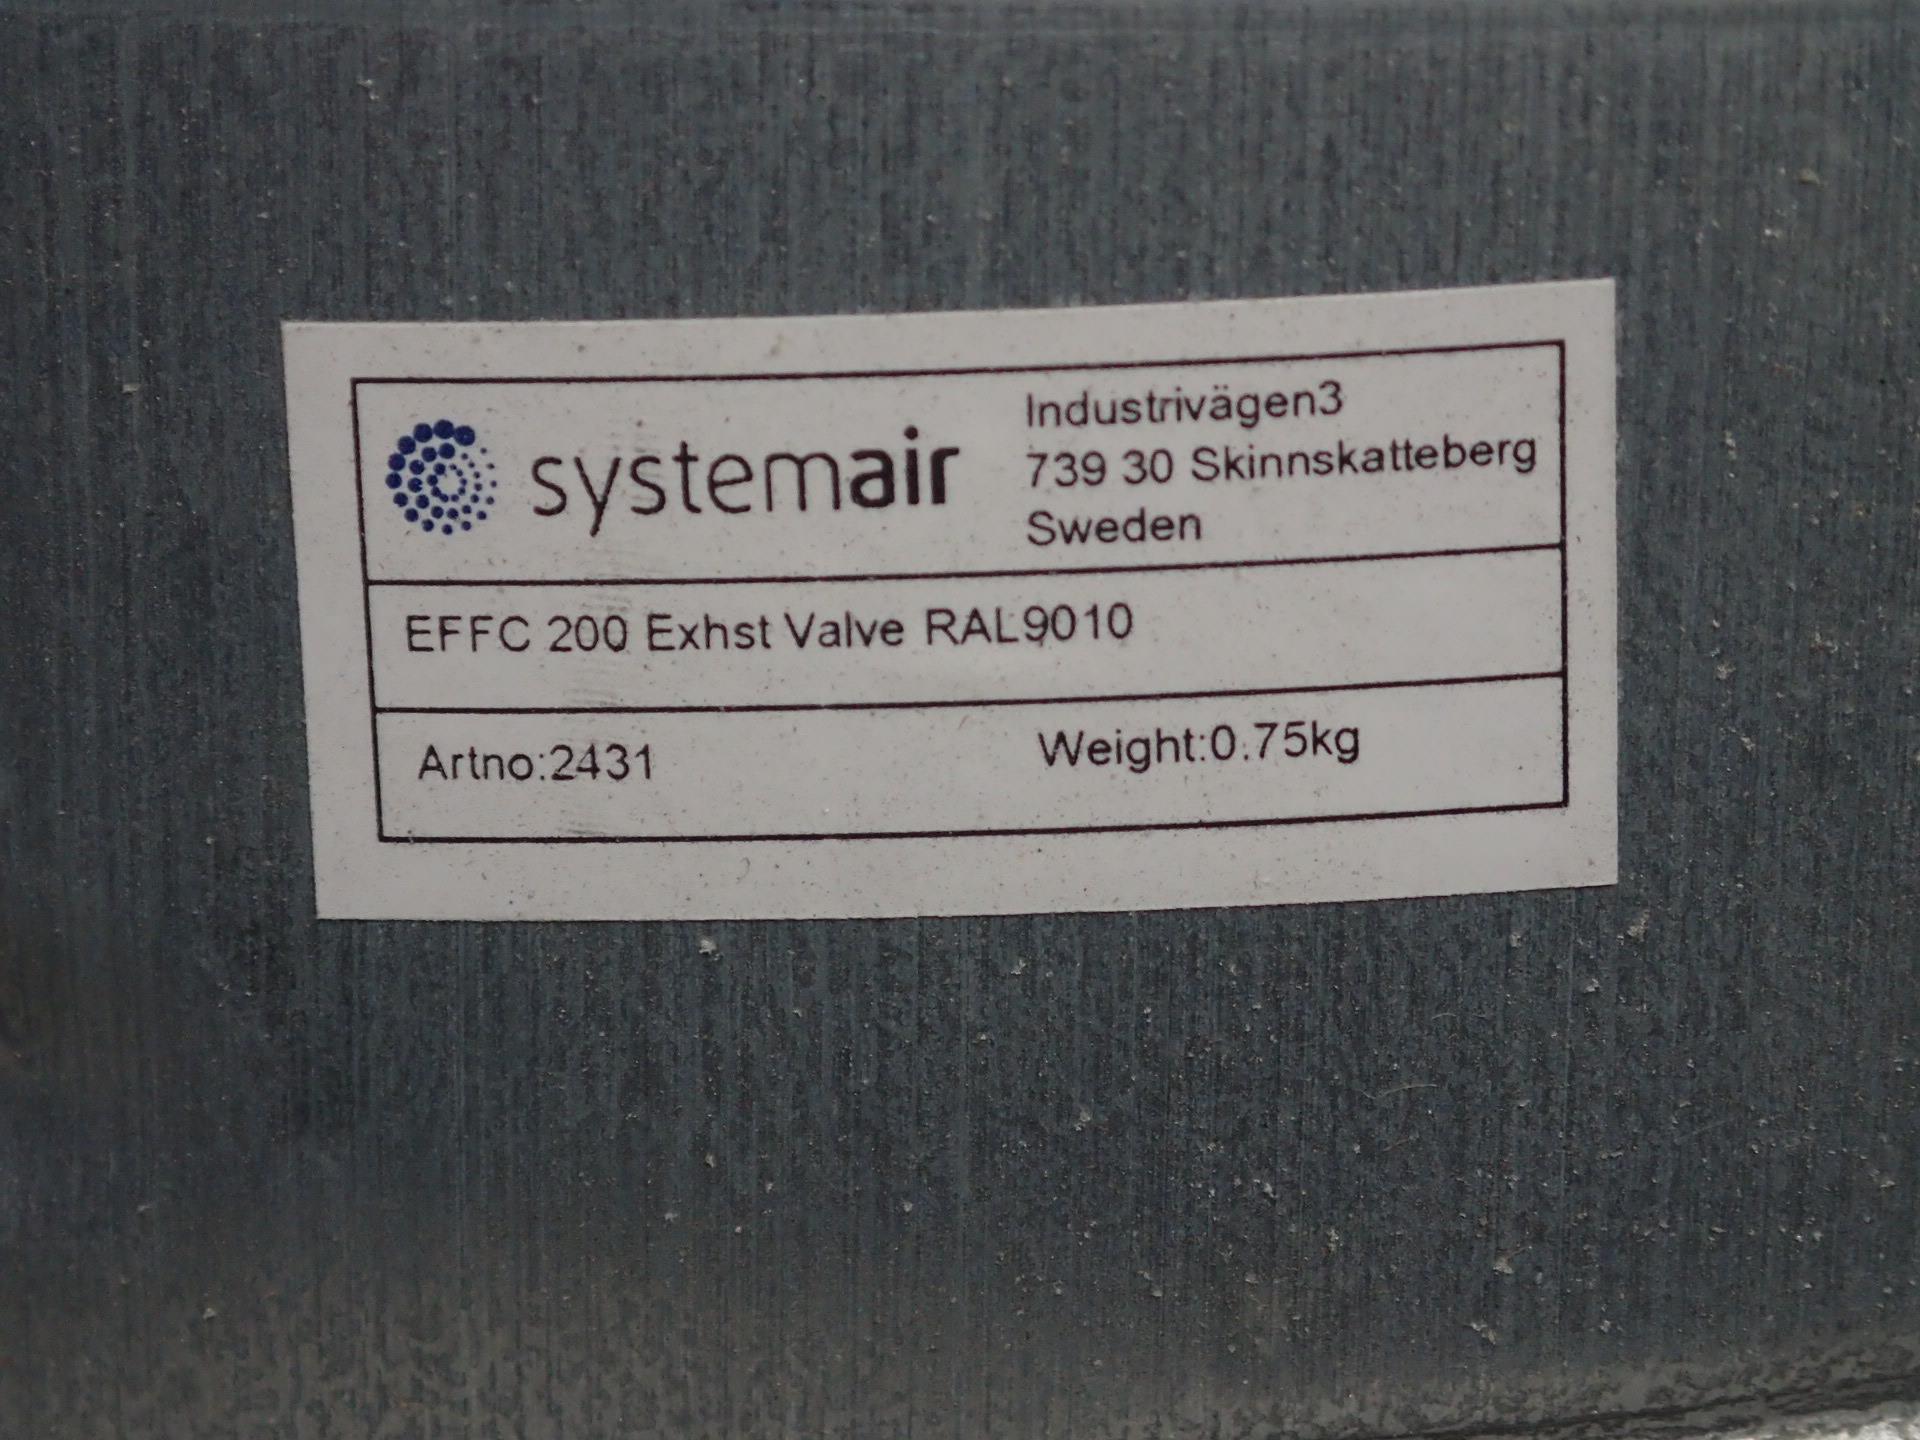 systemair
Industrivägen3
739 30 Skinnskatteberg
Sweden
EFFC 200 Exhst Valve RAL9010
Artno:2431 Weight:0.75kg